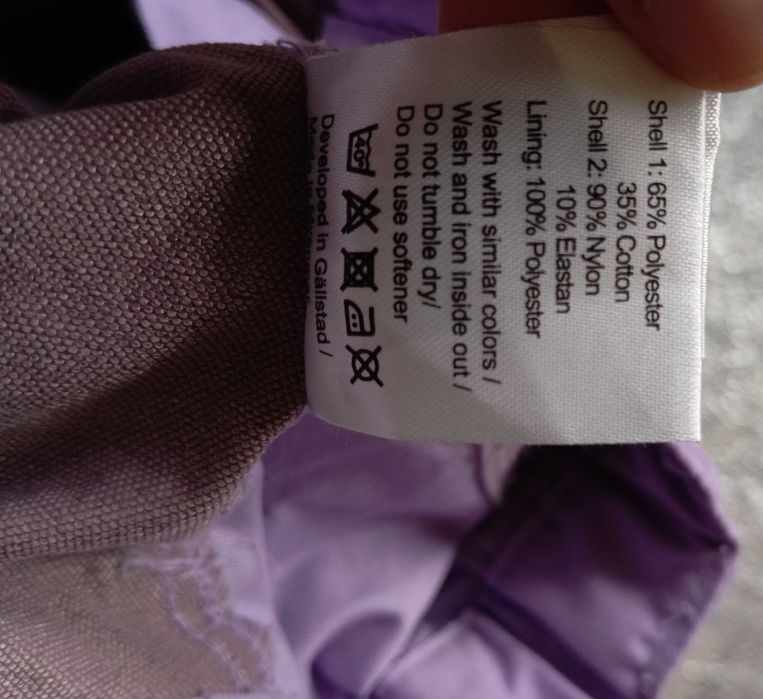 Shell 1: 65% Polyester
35% Cotton
Shell 2: 90% Nylon
10% Elastan
Lining: 100% Polyester
Wash with similar colors /
Wash and iron inside out /
Do not tumble dry/
Do not use softener
40°
Developed in Gällstad /